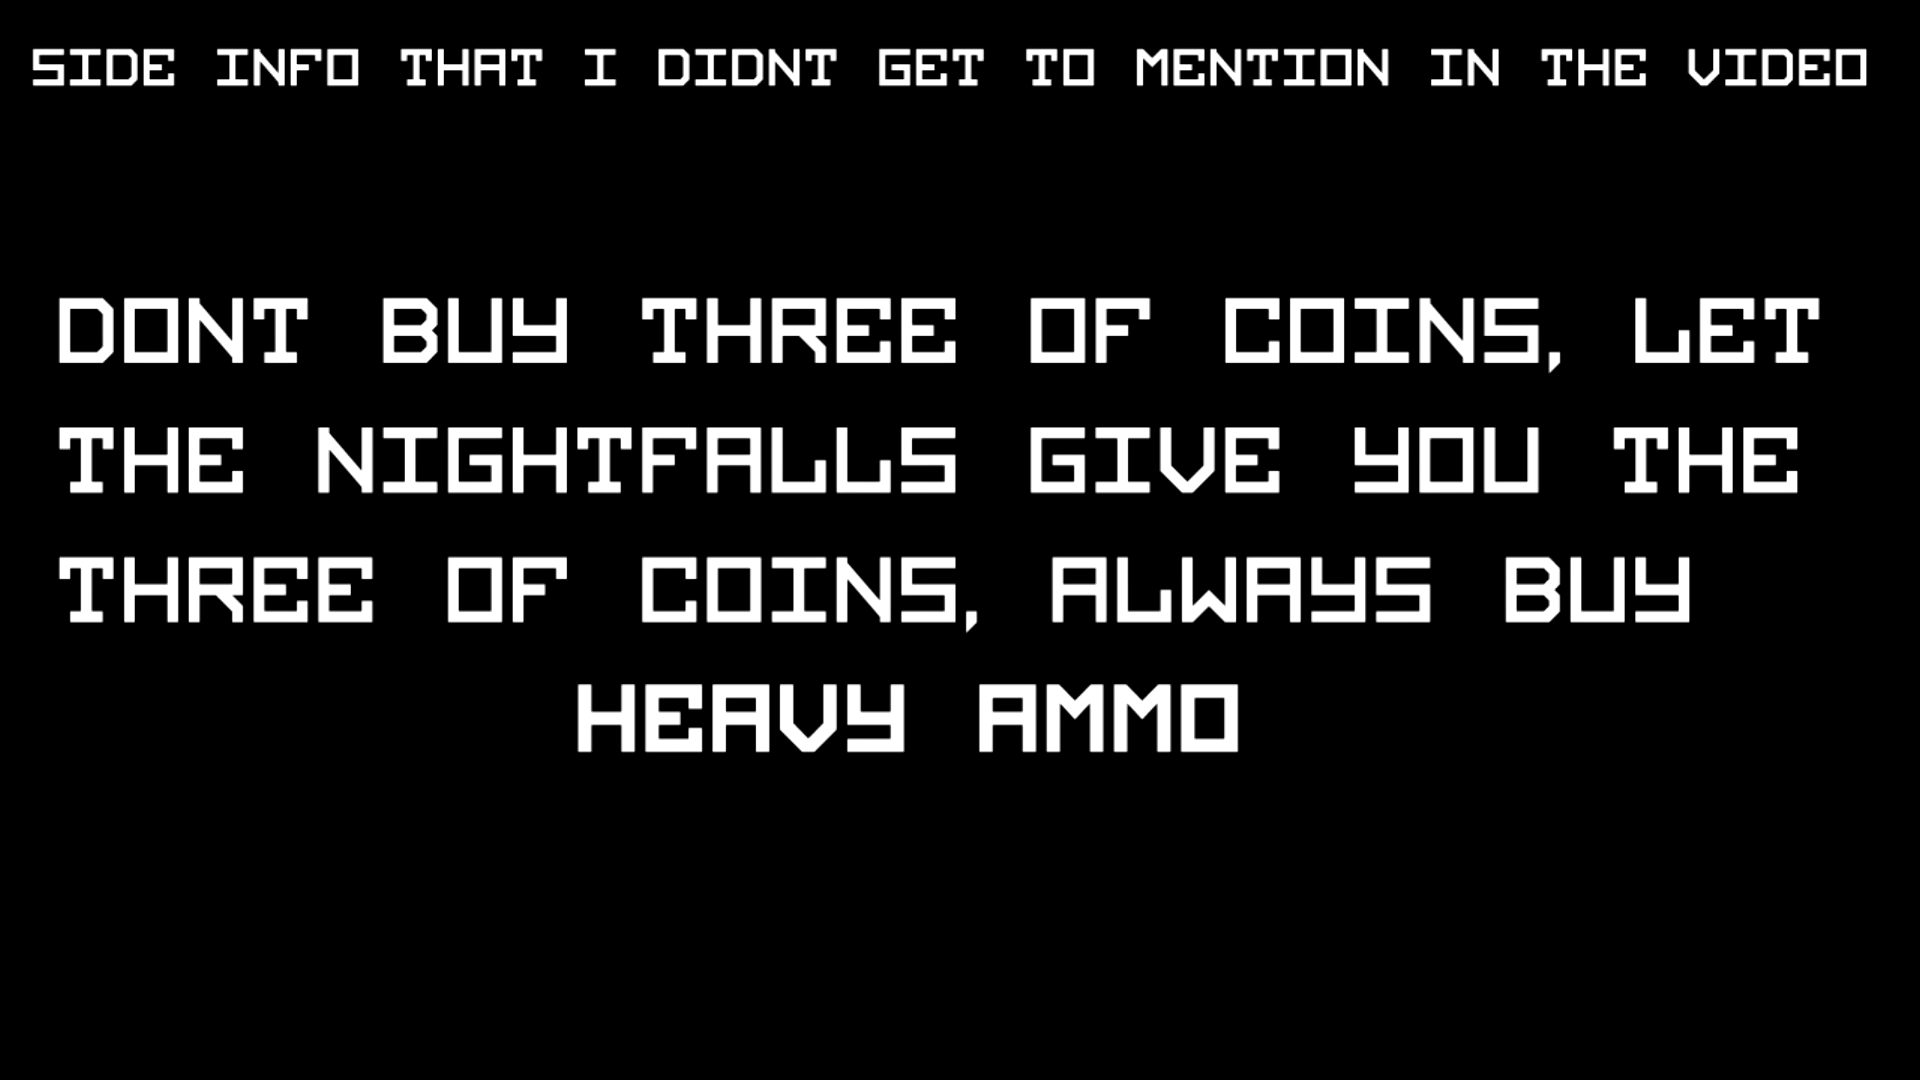 SIDE INFO THAT I DIDNT GET TO MENTION IN THE VIDEO
DONT BUY THREE OF COINS, LET
THE NIGHTFALLS GIVE YOU THE
THREE OF COINS, ALWAYS BUY
HEAVY AMMO